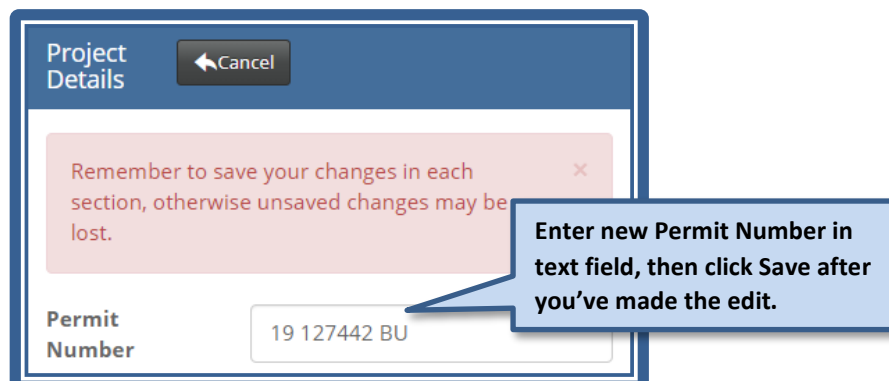 Project
Details
Cancel
Remember to save your changes in each
section, otherwise unsaved changes may be
lost.
×
Enter new Permit Number in
text field, then click Save after
you’ve made the edit.
Permit
Number
19 127442 BU